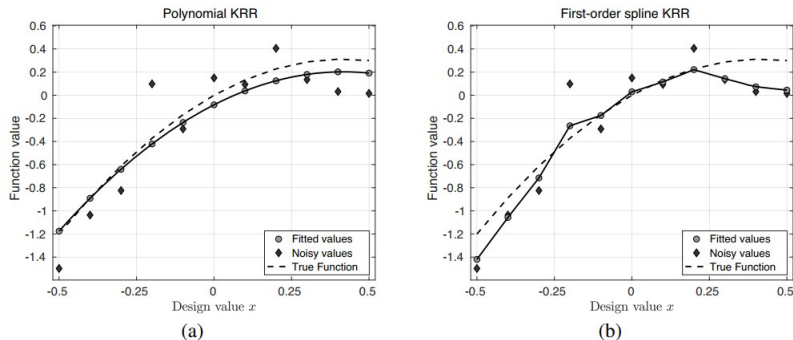 Polynomial KRR
0.6
0.4
0.2
0
-0.2
-0.4
-0.6
-0.8
-1
-1.2
-1.4
Function value
Fitted values
Noisy values
True Function
-0.5 -0.25 0 0.25 0.5
Design value x
(a)
First-order spline KRR
0.6
0.4
0.2
0
-0.2
-0.4
-0.6
-0.8
-1
-1.2
-1.4
Function value
Fitted values
Noisy values
True Function
-0.5 -0.25 0 0.25 0.5
Design value x
(b)